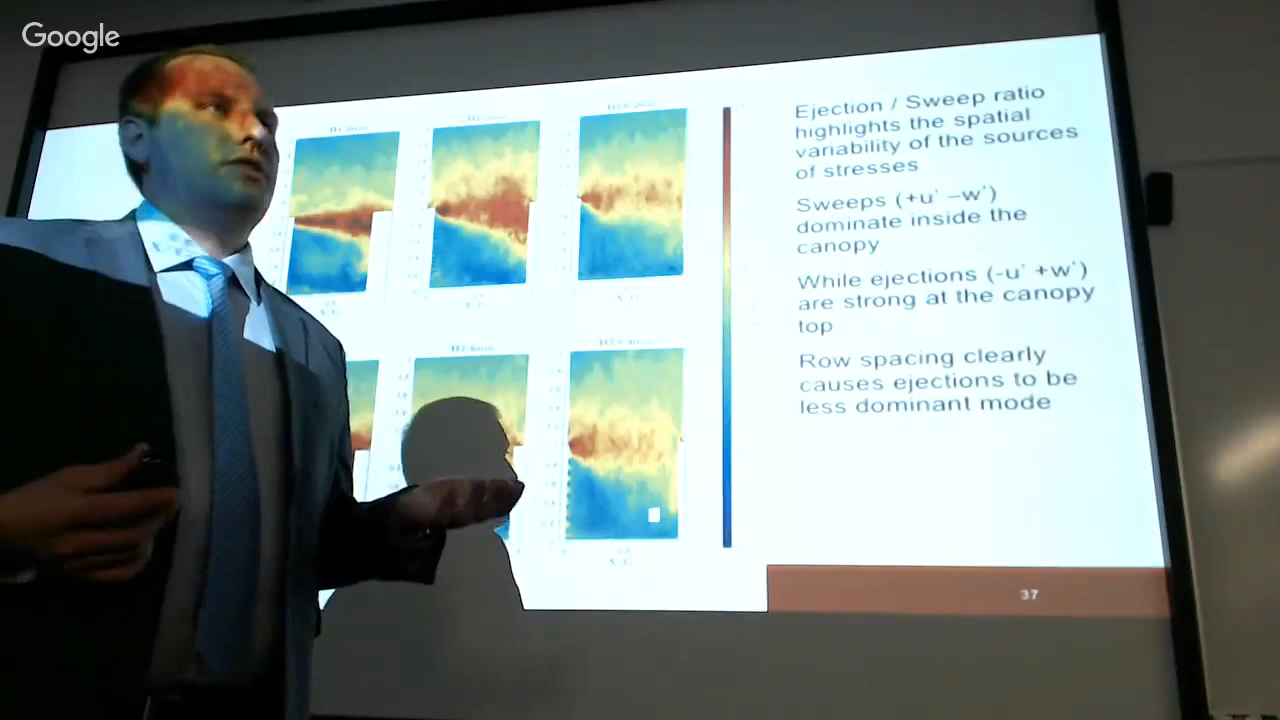 Google
Ejection / Sweep ratio
highlights the spatial
variability of the sources
of stresses
Sweeps (+u' –w')
dominate inside the
canopy
While ejections (-u' +w')
are strong at the canopy
top
Row spacing clearly
causes ejections to be
less dominant mode
37